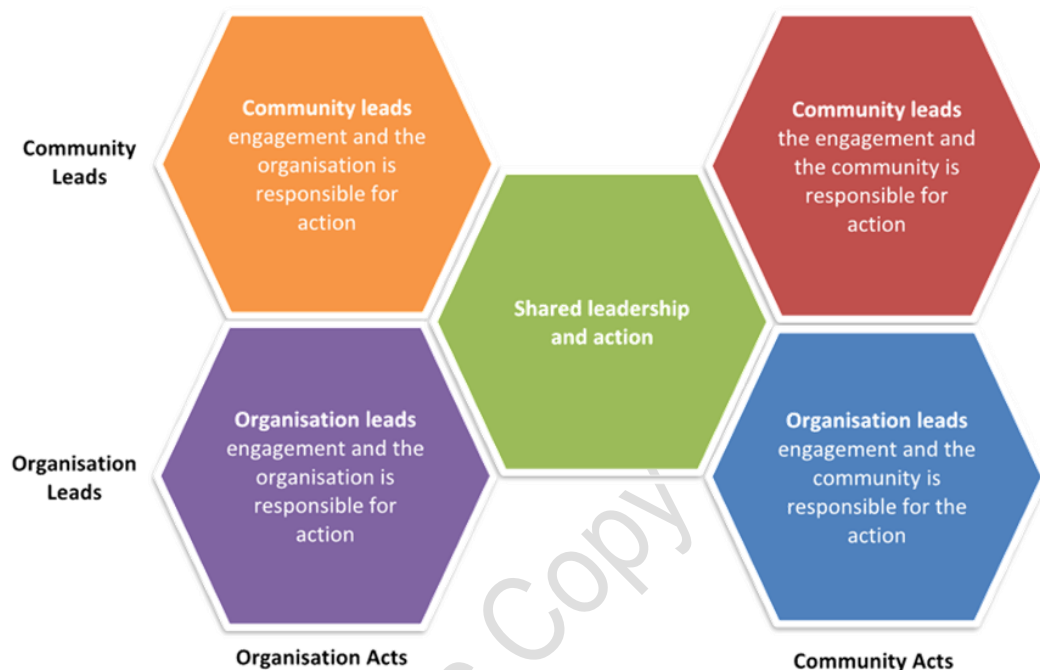 Community
Leads
Community leads
engagement and the
organisation is
responsible for
action
Community leads
the engagement and
the community is
responsible for
action
Shared leadership
and action
Organisation
Leads
Organisation leads
engagement and the
organisation is
responsible for
action
Organisation leads
engagement and the
community is
responsible for the
action
s Copy
Organisation Acts
Community Acts